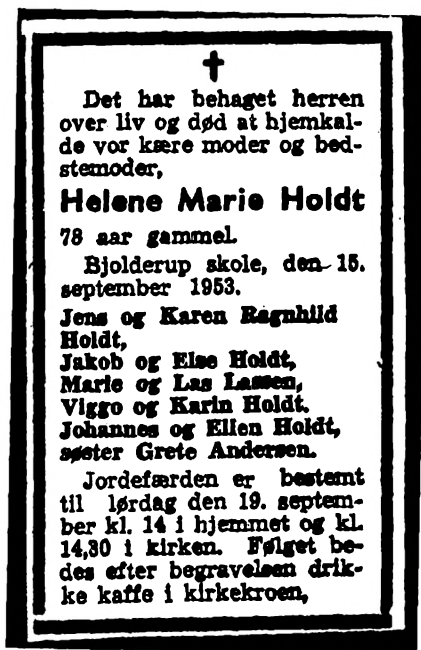 Det har behaget herren
over liv og død at hjemkal-
de vor kære moder og bed-
stemoder,
Helene Marie Holdt
78 aar gammel.
Bjolderup skole, den 15.
september 1953.
Jens og Karen Ragnhild
Holdt,
Jakob og Else Holdt,
Marie og Las Lassen,
Viggo og Karin Holdt.
Johannes og Ellen Holdt,
søster Grete Andersen.
Jordefærden er bestemt
til lørdag den 19. septem-
ber kl. 14 i hjemmet og kl.
14,30 i kirken. Følget be-
des efter begravelsen drik-
ke kaffe i kirkekroen,